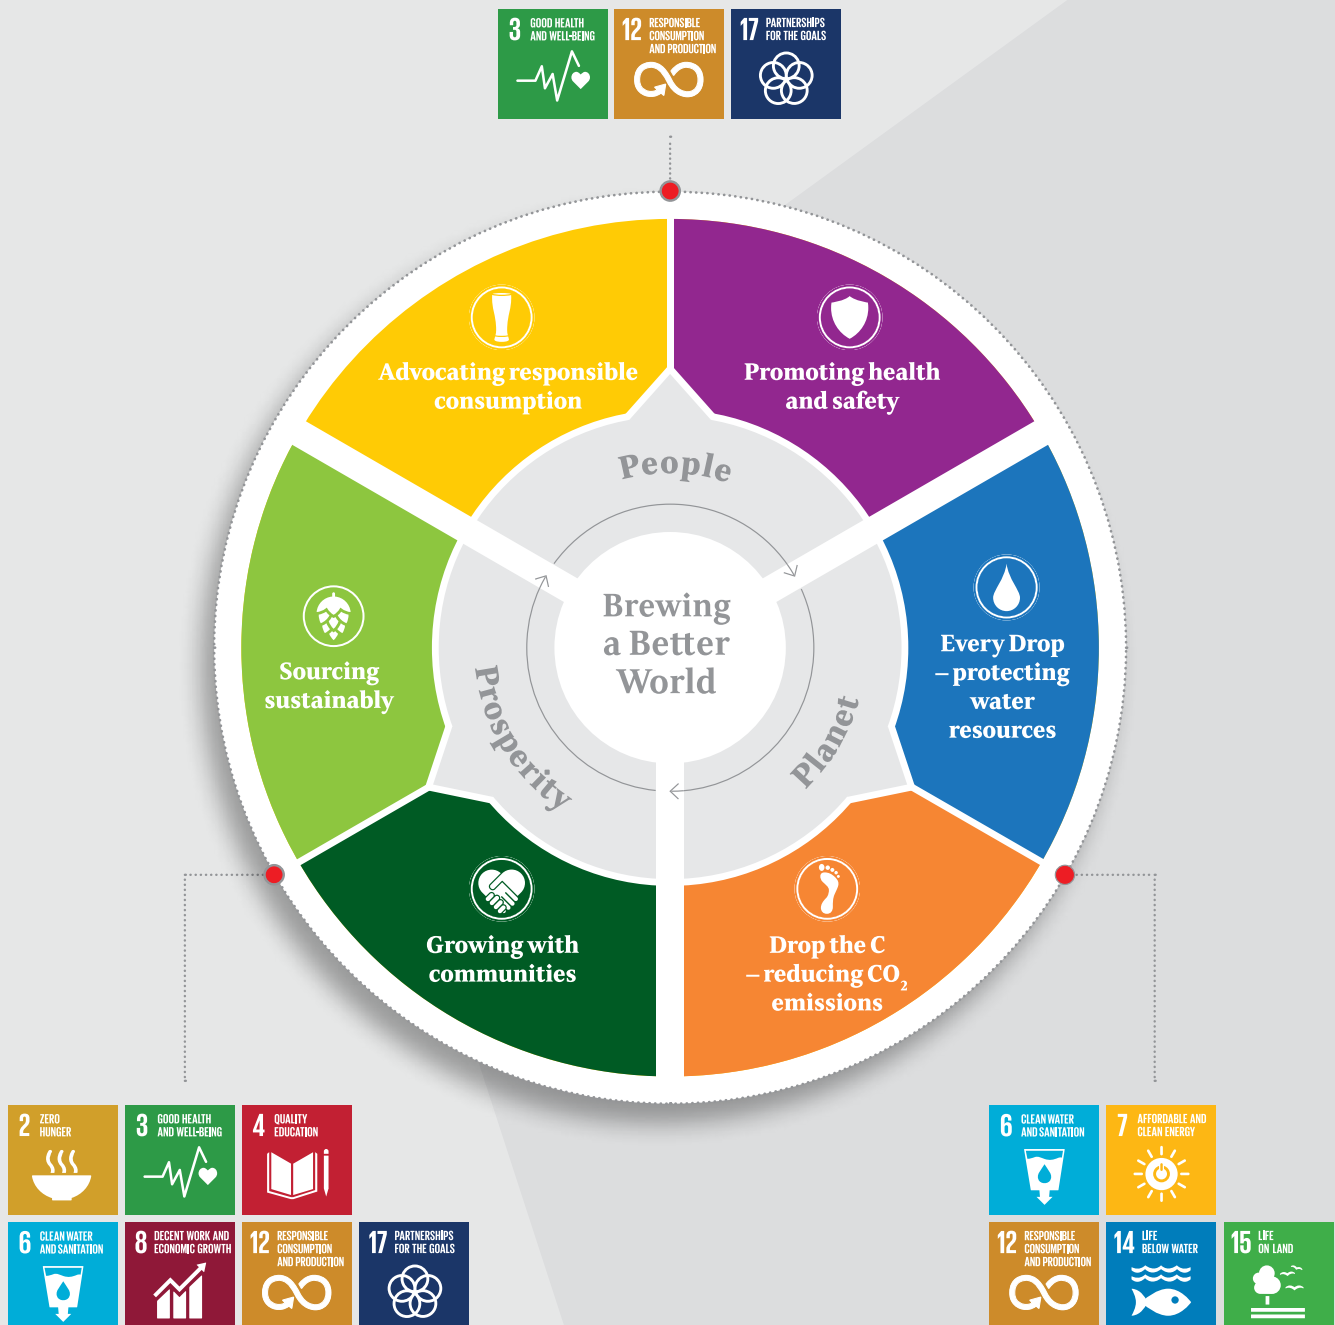 3 GOOD HEALTH
AND WELL-BEING
12 RESPONSIBLE
CONSUMPTION
AND PRODUCTION
17 PARTNERSHIPS
FOR THE GOALS
Advocating responsible
consumption
Promoting health
and safety
People
Brewing
a Better
World
Every Drop
– protecting
water
resources
Sourcing
sustainably
Prosperity
Planet
Growing with
communities
Drop the C
– reducing CO₂
emissions
2 ZERO
HUNGER
3 GOOD HEALTH
AND WELL-BEING
4 QUALITY
EDUCATION
6 CLEAN WATER
AND SANITATION
8 DECENT WORK AND
ECONOMIC GROWTH
12 RESPONSIBLE
CONSUMPTION
AND PRODUCTION
17 PARTNERSHIPS
FOR THE GOALS
6 CLEAN WATER
AND SANITATION
7 AFFORDABLE AND
CLEAN ENERGY
12 RESPONSIBLE
CONSUMPTION
AND PRODUCTION
14 LIFE
BELOW WATER
15 LIFE
ON LAND